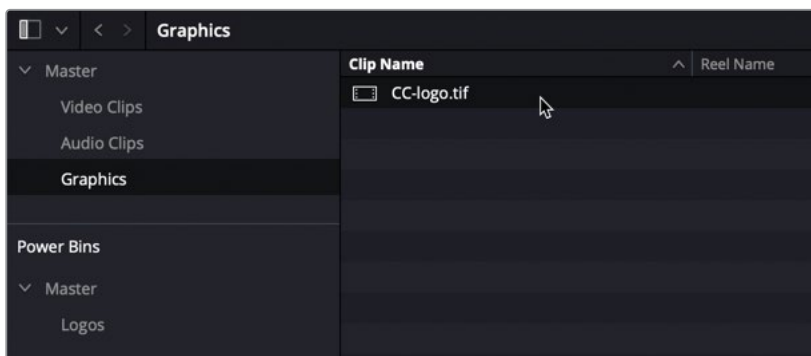 Graphics
Master
Video Clips
Audio Clips
Graphics
Power Bins
Master
Logos
Clip Name
Reel Name
CC-logo.tif